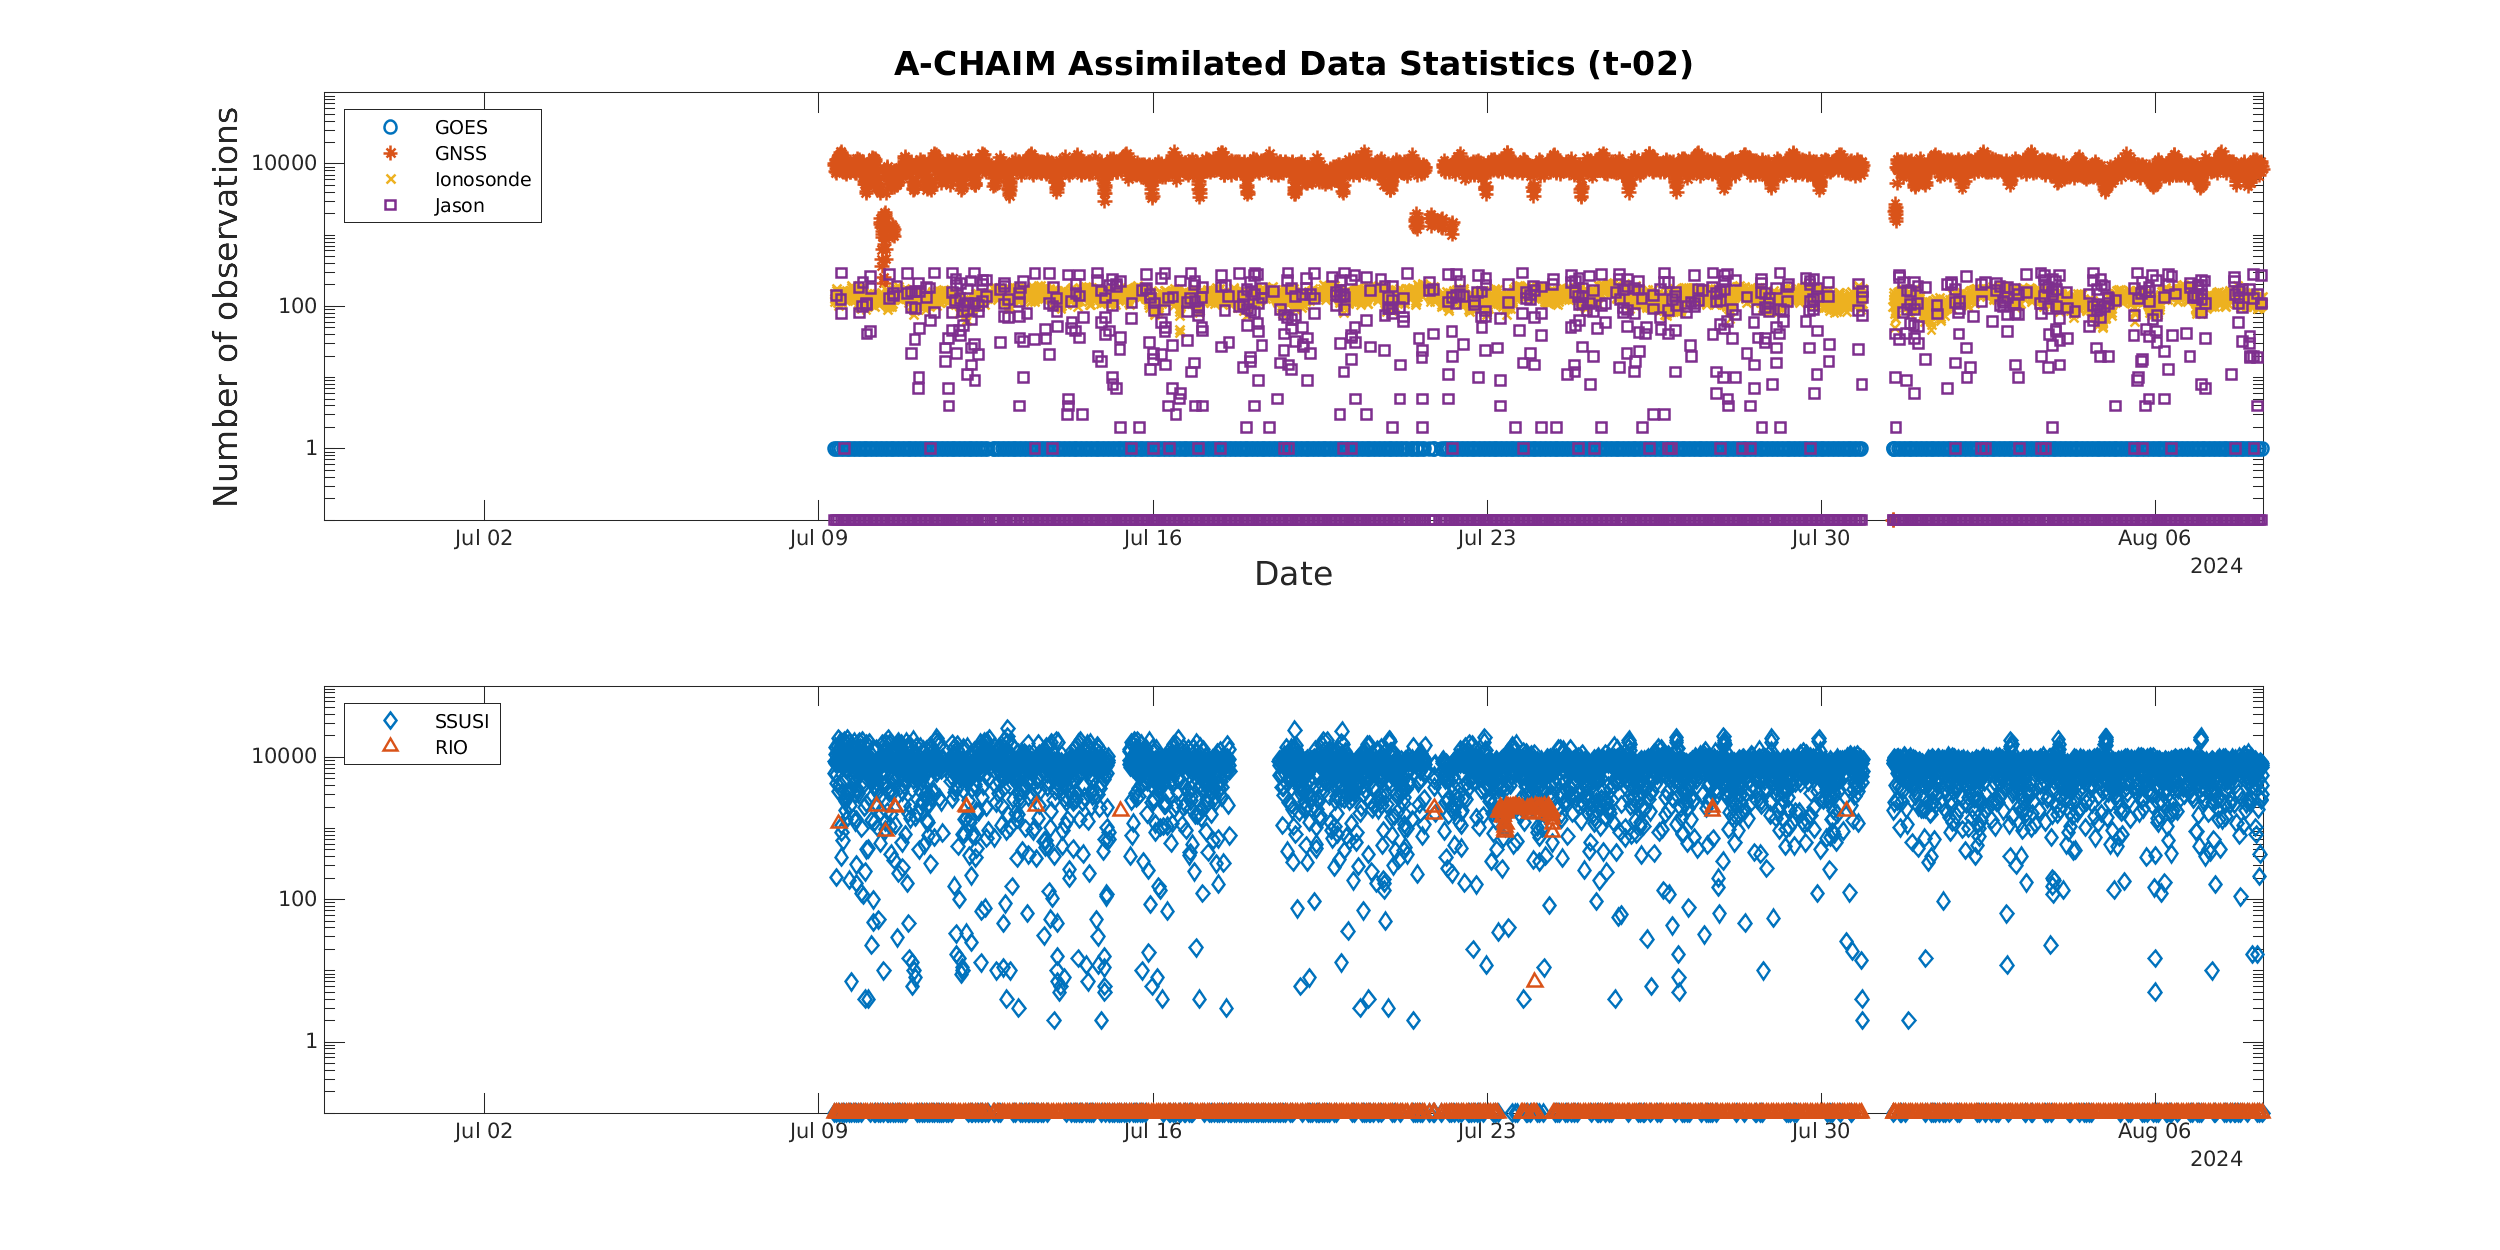 A-CHAIM Assimilated Data Statistics (t-02)
Number of observations
10000
100
1
GOES
GNSS
Ionosonde
Jason
Jul 02
Jul 09
Jul 16
Jul 23
Jul 30
Aug 06
2024
Date
10000
100
1
SSUSI
RIO
Jul 02
Jul 09
Jul 16
Jul 23
Jul 30
Aug 06
2024